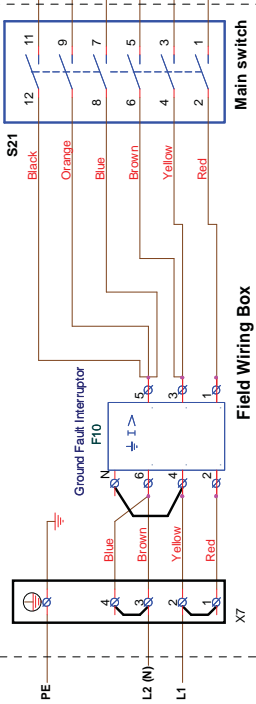 11 9 7 5 3 1
12 10 8 6 4 2
Main switch
S21
Black
Orange
Blue
Brown
Yellow
Red
Ground Fault Interruptor
F10
I >
5 3 1
N 6 4 2
Field Wiring Box
Blue
Brown
Yellow
Red
4 3 2 1
X7
PE
L2 (N)
L1